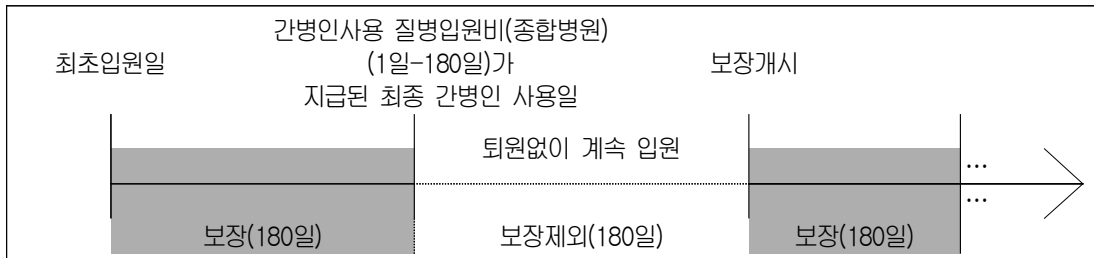 간병인사용 질병입원비(종합병원)
최초입원일
(1일-180일)가
보장개시
지급된 최종 간병인 사용일
퇴원없이 계속 입원
...
...
보장(180일)
보장제외(180일)
보장(180일)